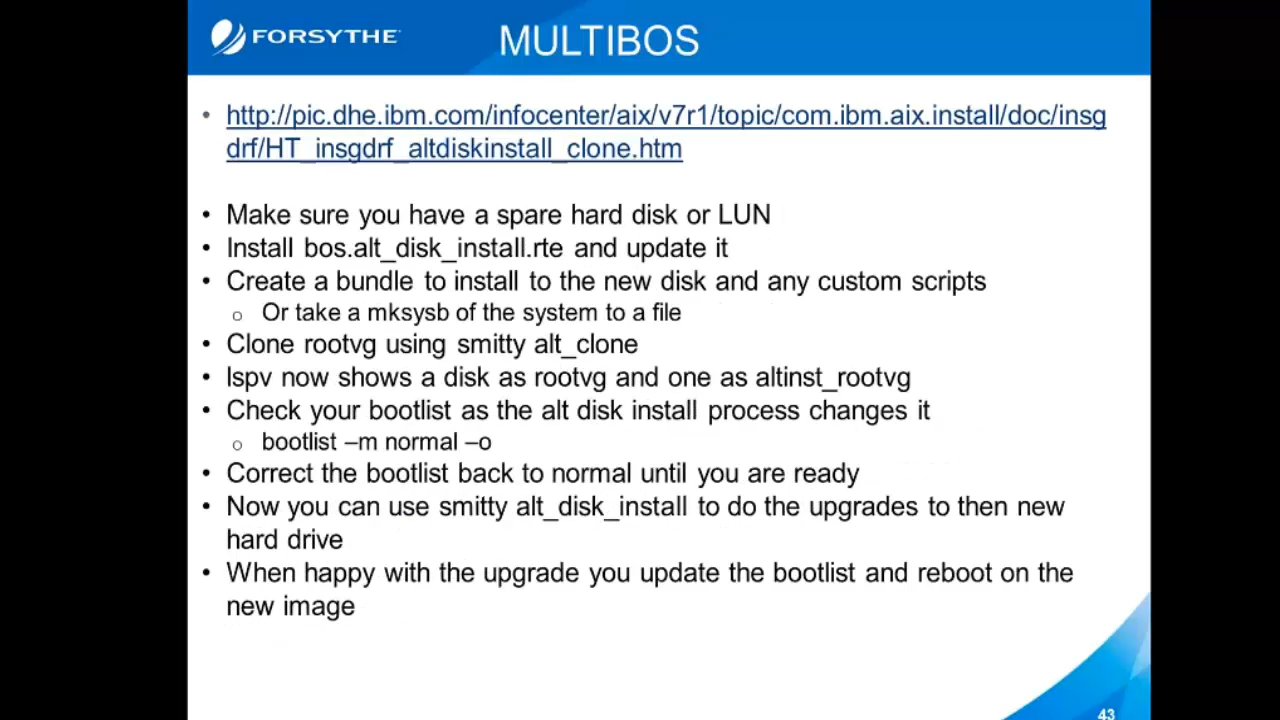 FORSYTHE
MULTIBOS
• http://pic.dhe.ibm.com/infocenter/aix/v7r1/topic/com.ibm.aix.install/doc/insg
drf/HT_insgdrf_altdiskinstall_clone.htm
• Make sure you have a spare hard disk or LUN
• Install bos.alt_disk_install.rte and update it
• Create a bundle to install to the new disk and any custom scripts
o Or take a mksysb of the system to a file
• Clone rootvg using smitty alt_clone
• lspv now shows a disk as rootvg and one as altinst_rootvg
• Check your bootlist as the alt disk install process changes it
o bootlist –m normal –o
• Correct the bootlist back to normal until you are ready
• Now you can use smitty alt_disk_install to do the upgrades to then new
hard drive
• When happy with the upgrade you update the bootlist and reboot on the
new image
43